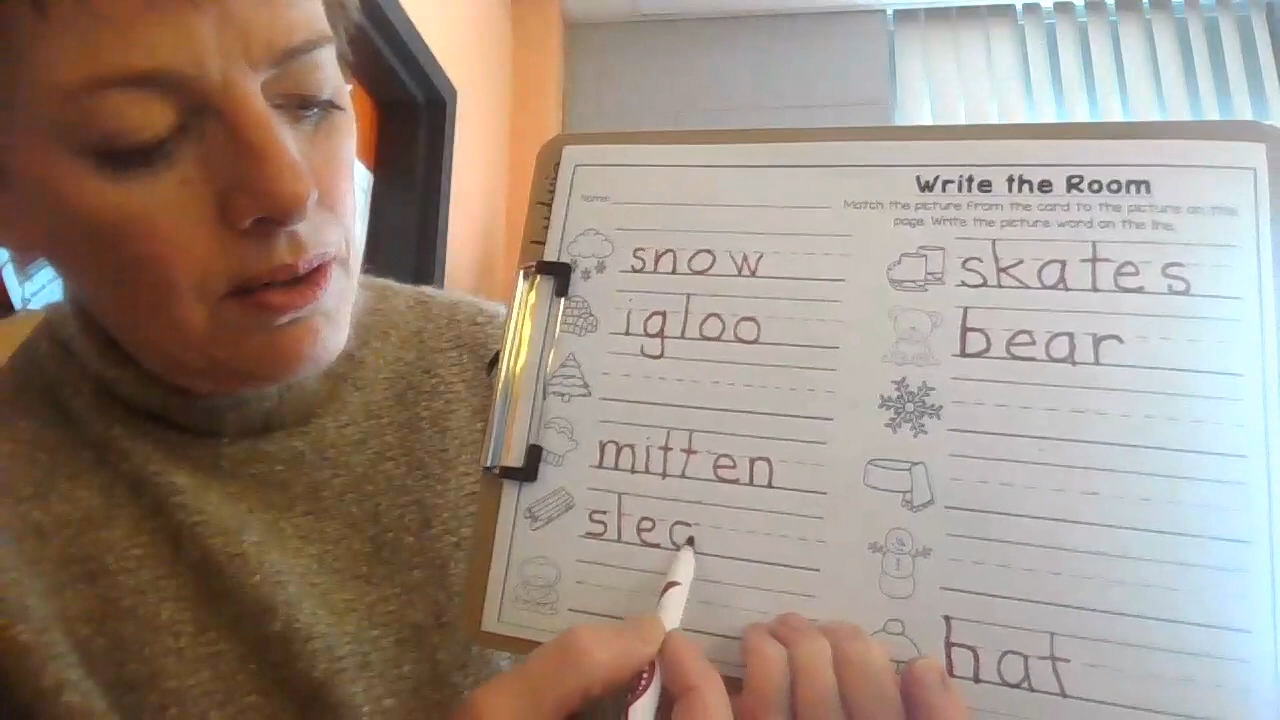 Write the Room
Match the picture from the card to the picture on this
page. Write the picture word on the line.
Name:
snow
igloo
mitten
slec
skates
bear
hat